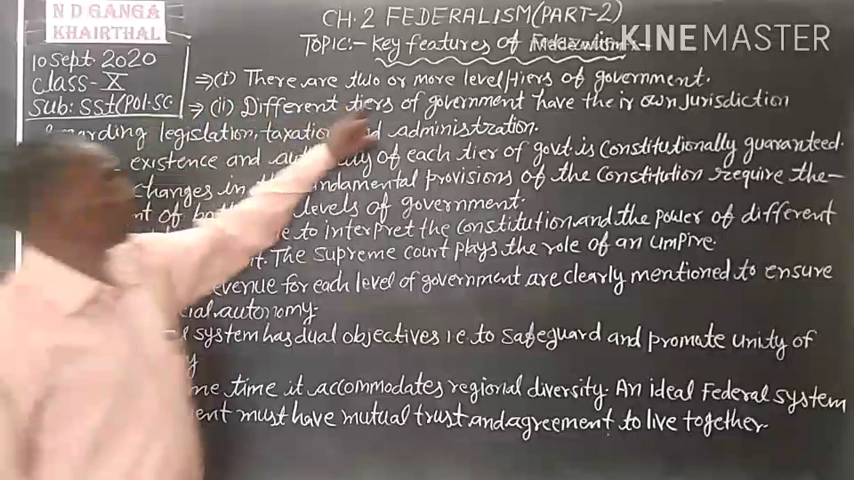 N D GANGA
KHAIRTHAL
CH.2 FEDERALISM(PART-2)
TOPIC:- Key features of
Made with
KINEMASTER
10 Sept. 2020
Class-X
Sub: SSt(Pol.Sc.
⇒(i) There are two or more level/tiers of government.
⇒(ii) Different tiers of government have their own Jurisdiction
legislation, taxation administration.
existence and of each tier of govt is Constitutionally guaranteed.
changes in fundamental provisions of the Constitution require the-
of levels of government.
to interpret the constitution and the power of different
The Supreme court plays the role of an umpire.
for each level of government are clearly mentioned to ensure
autonomy.
system has dual objectives i.e. to Safeguard and promate unity of
time it accommodates regional diversity. An ideal Federal system
must have mutual trust and agreement to live together.